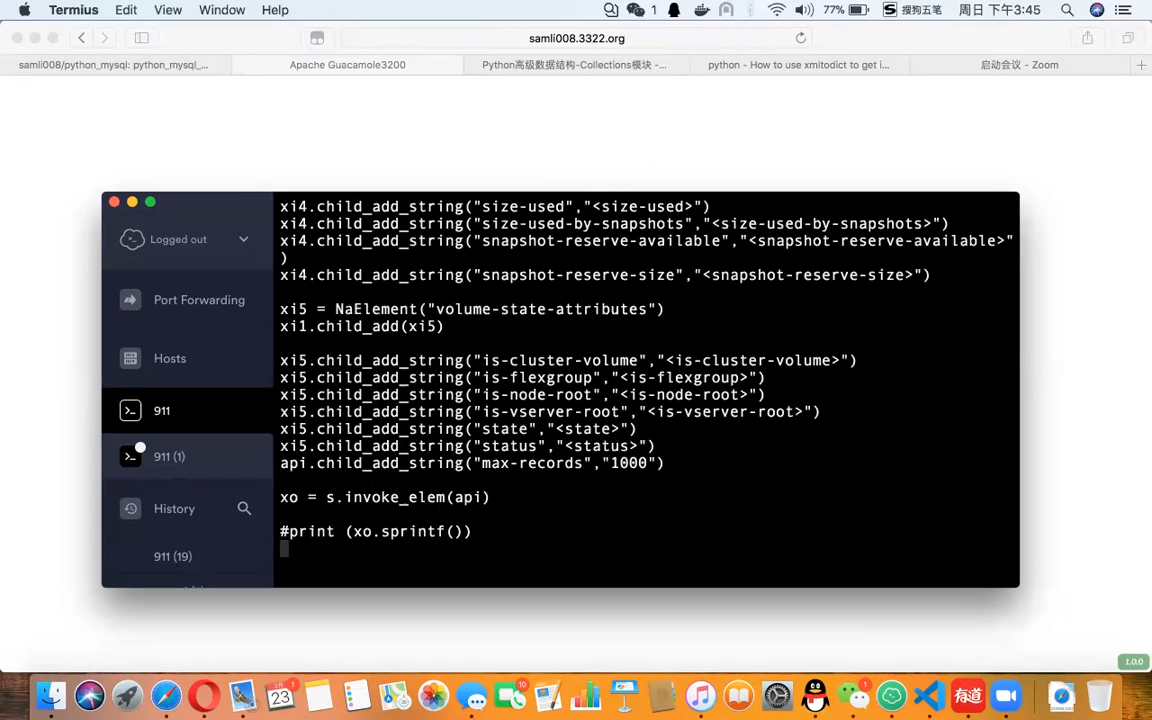 Termius Edit View Window Help 1 77% 搜狗五笔 周日 下午3:45
samli008.3322.org
samli008/python_mysql: python_mysql_... Apache Guacamole3200 Python高级数据结构-Collections模块 -... python - How to use xmltodict to get i... 启动会议 - Zoom
Logged out
Port Forwarding
Hosts
911
911 (1)
History
911 (19)
xi4.child_add_string("size-used","<size-used>")
xi4.child_add_string("size-used-by-snapshots","<size-used-by-snapshots>")
xi4.child_add_string("snapshot-reserve-available","<snapshot-reserve-available>"
)
xi4.child_add_string("snapshot-reserve-size","<snapshot-reserve-size>")
xi5 = NaElement("volume-state-attributes")
xi1.child_add(xi5)
xi5.child_add_string("is-cluster-volume","<is-cluster-volume>")
xi5.child_add_string("is-flexgroup","<is-flexgroup>")
xi5.child_add_string("is-node-root","<is-node-root>")
xi5.child_add_string("is-vserver-root","<is-vserver-root>")
xi5.child_add_string("state","<state>")
xi5.child_add_string("status","<status>")
api.child_add_string("max-records","1000")
xo = s.invoke_elem(api)
#print (xo.sprintf())
1.0.0
23
10
有道